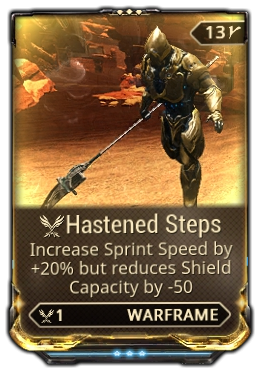 13
Hastened Steps
Increase Sprint Speed by
+20% but reduces Shield
Capacity by -50
1 WARFRAME